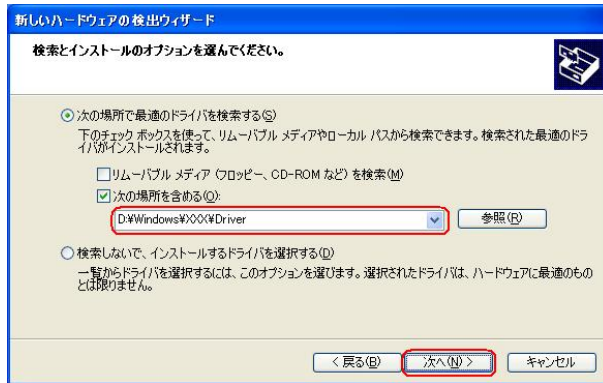 新しいハードウェアの検出ウィザード
検索とインストールのオプションを選んでください。
次の場所で最適のドライバを検索する(S)
下のチェック ボックスを使って、リムーバブル メディアやローカル パスから検索できます。検索された最適のドラ
イバがインストールされます。
リムーバブル メディア (フロッピー、CD-ROM など) を検索(M)
次の場所を含める(O):
D:¥Windows¥XXX¥Driver
参照(R)
検索しないで、インストールするドライバを選択する(D)
一覧からドライバを選択するには、このオプションを選びます。選択されたドライバは、ハードウェアに最適のもの
とは限りません。
< 戻る(B)
次へ(N) >
キャンセル